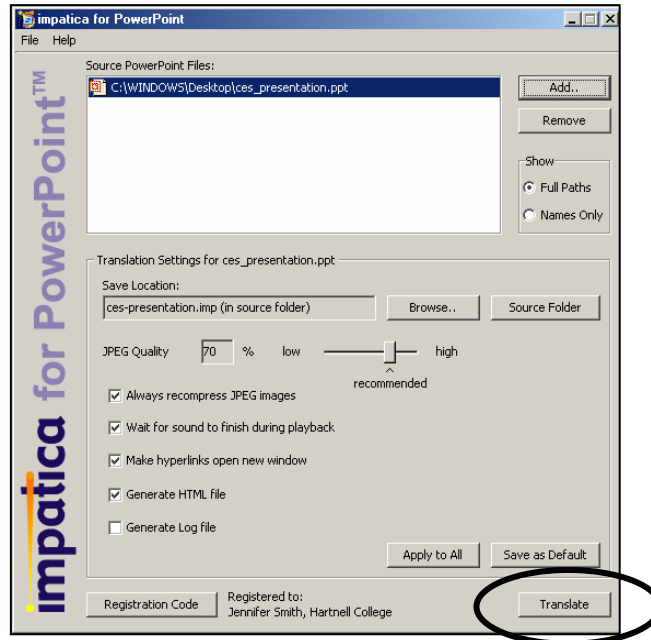 impatica for PowerPoint
File Help
Source PowerPoint Files:
C:\WINDOWS\Desktop\ces_presentation.ppt
Add..
Remove
Show
Full Paths
Names Only
impatica for PowerPoint™
Translation Settings for ces_presentation.ppt
Save Location:
ces-presentation.imp (in source folder)
Browse..
Source Folder
JPEG Quality 70 % low high
recommended
Always recompress JPEG images
Wait for sound to finish during playback
Make hyperlinks open new window
Generate HTML file
Generate Log file
Apply to All
Save as Default
Registration Code
Registered to:
Jennifer Smith, Hartnell College
Translate